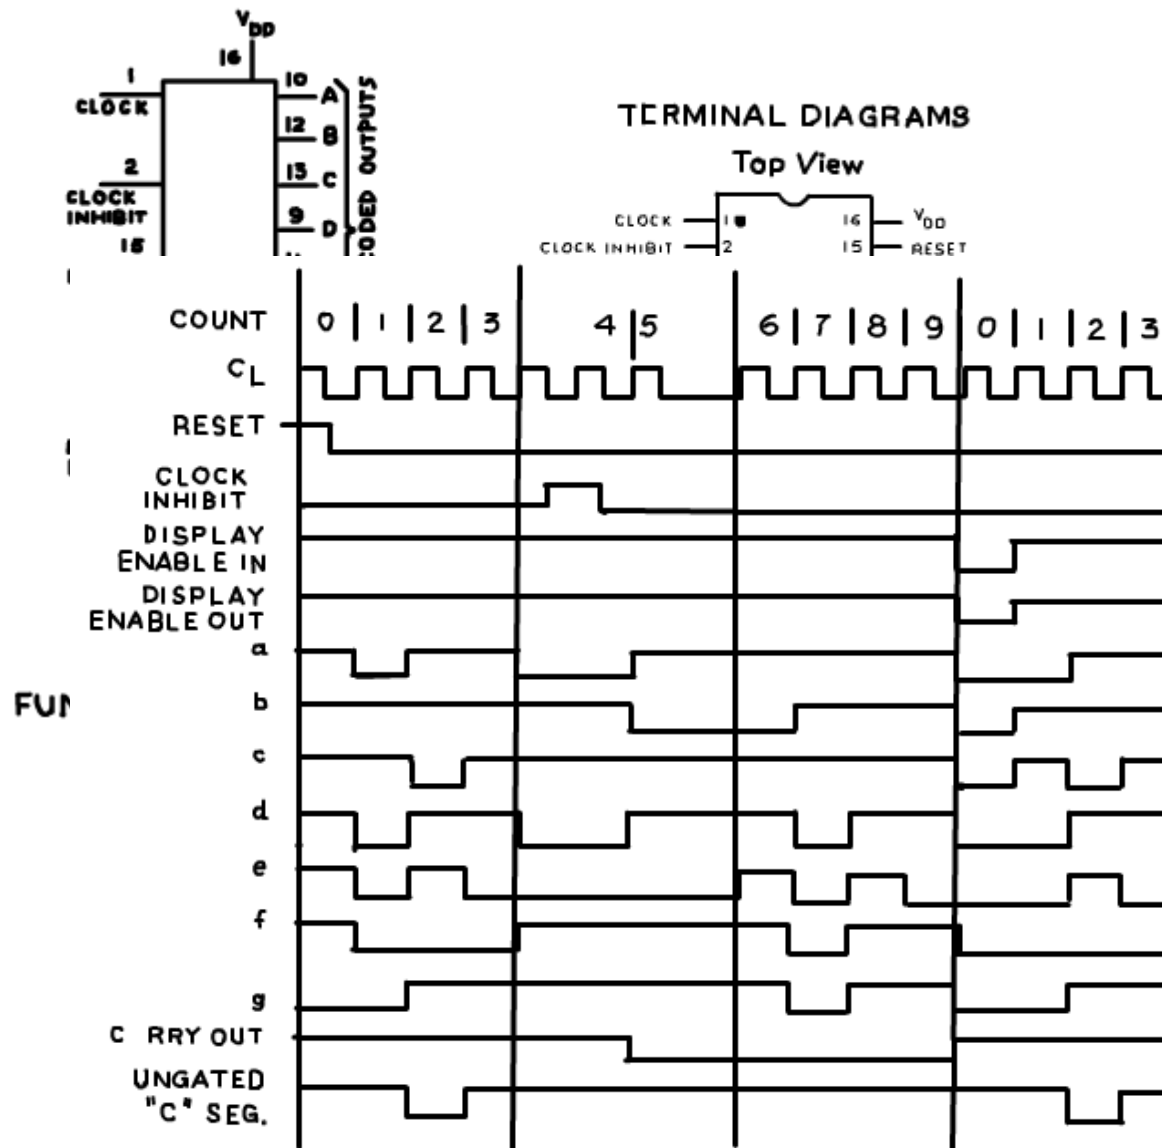 VDD
16
1
CLOCK
2
CLOCK
INHIBIT
15
10
A
12
B
13
C
9
D
CODED OUTPUTS
TERMINAL DIAGRAMS
Top View
CLOCK 1 16 VDD
CLOCK INHIBIT 2 15 RESET
COUNT 0 1 2 3 4 5 6 7 8 9 0 1 2 3
CL
RESET
CLOCK
INHIBIT
DISPLAY
ENABLE IN
DISPLAY
ENABLE OUT
a
FUN
b
c
d
e
f
g
C RRY OUT
UNGATED
"C" SEG.